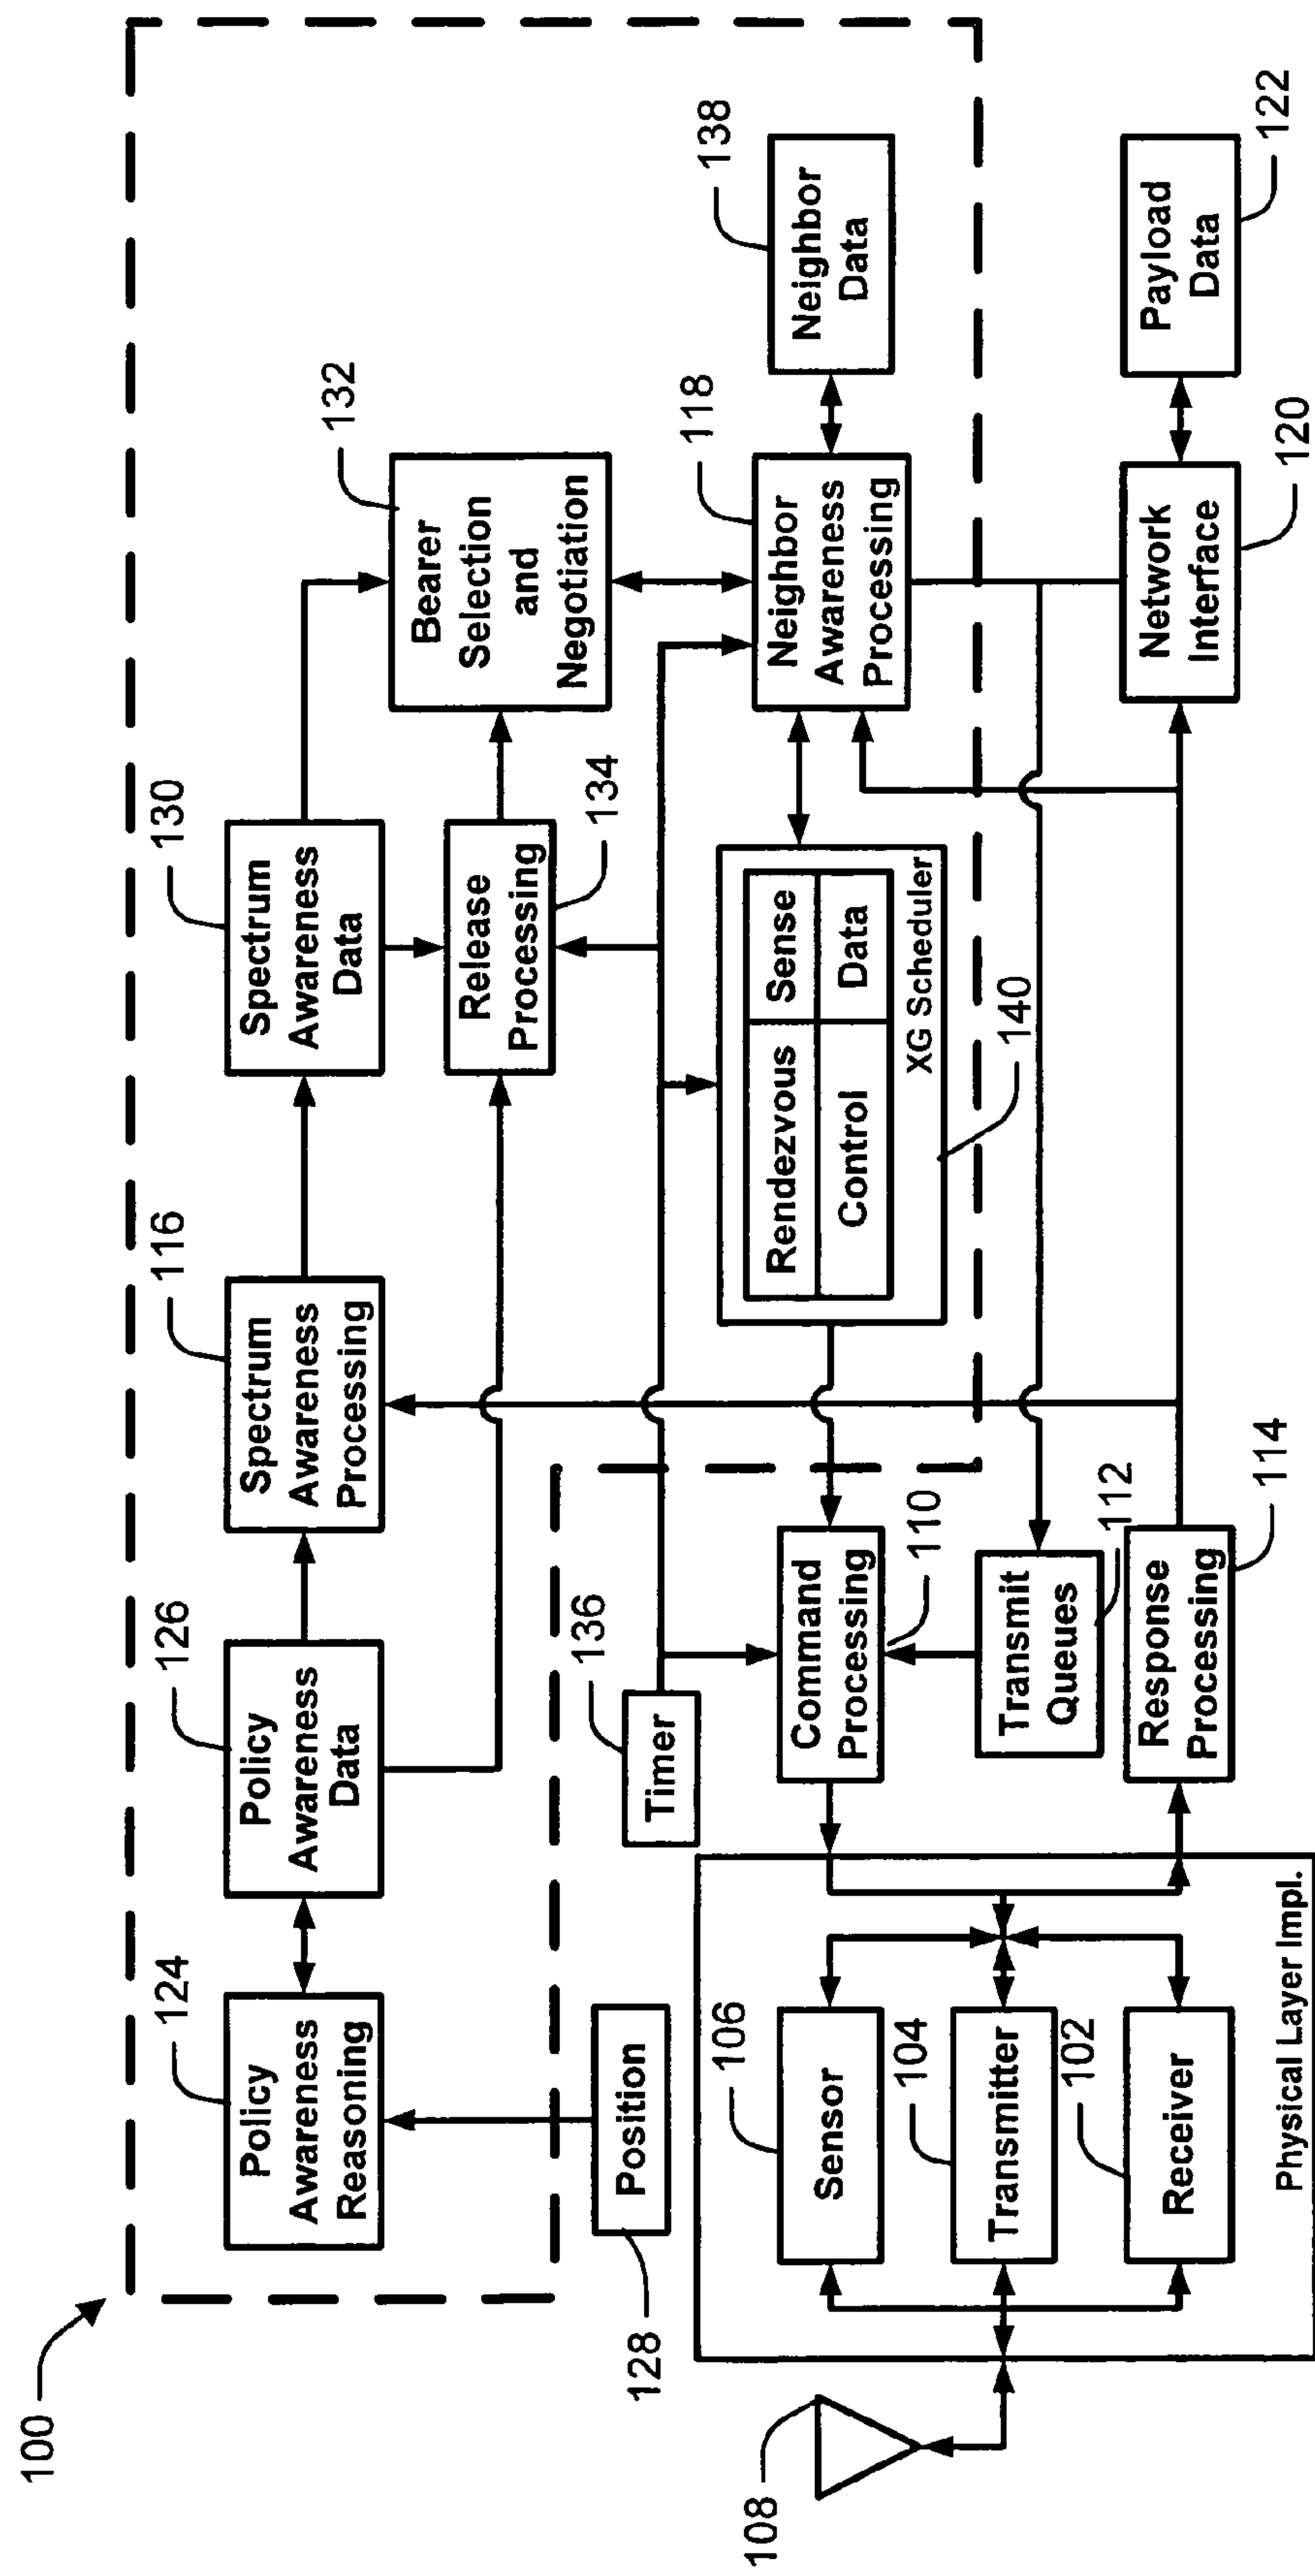 100
124
126
116
130
Policy
Awareness
Reasoning
Policy
Awareness
Data
Spectrum
Awareness
Processing
Spectrum
Awareness
Data
132
Bearer
Selection
and
Negotiation
Release
Processing
134
128
Position
136
Timer
118
138
Neighbor
Awareness
Processing
Neighbor
Data
Rendezvous
Sense
Control
Data
XG Scheduler
140
108
106
Sensor
104
Transmitter
102
Receiver
Physical Layer Impl.
Command
Processing
110
Transmit
Queues
112
Response
Processing
114
Network
Interface
120
Payload
Data
122